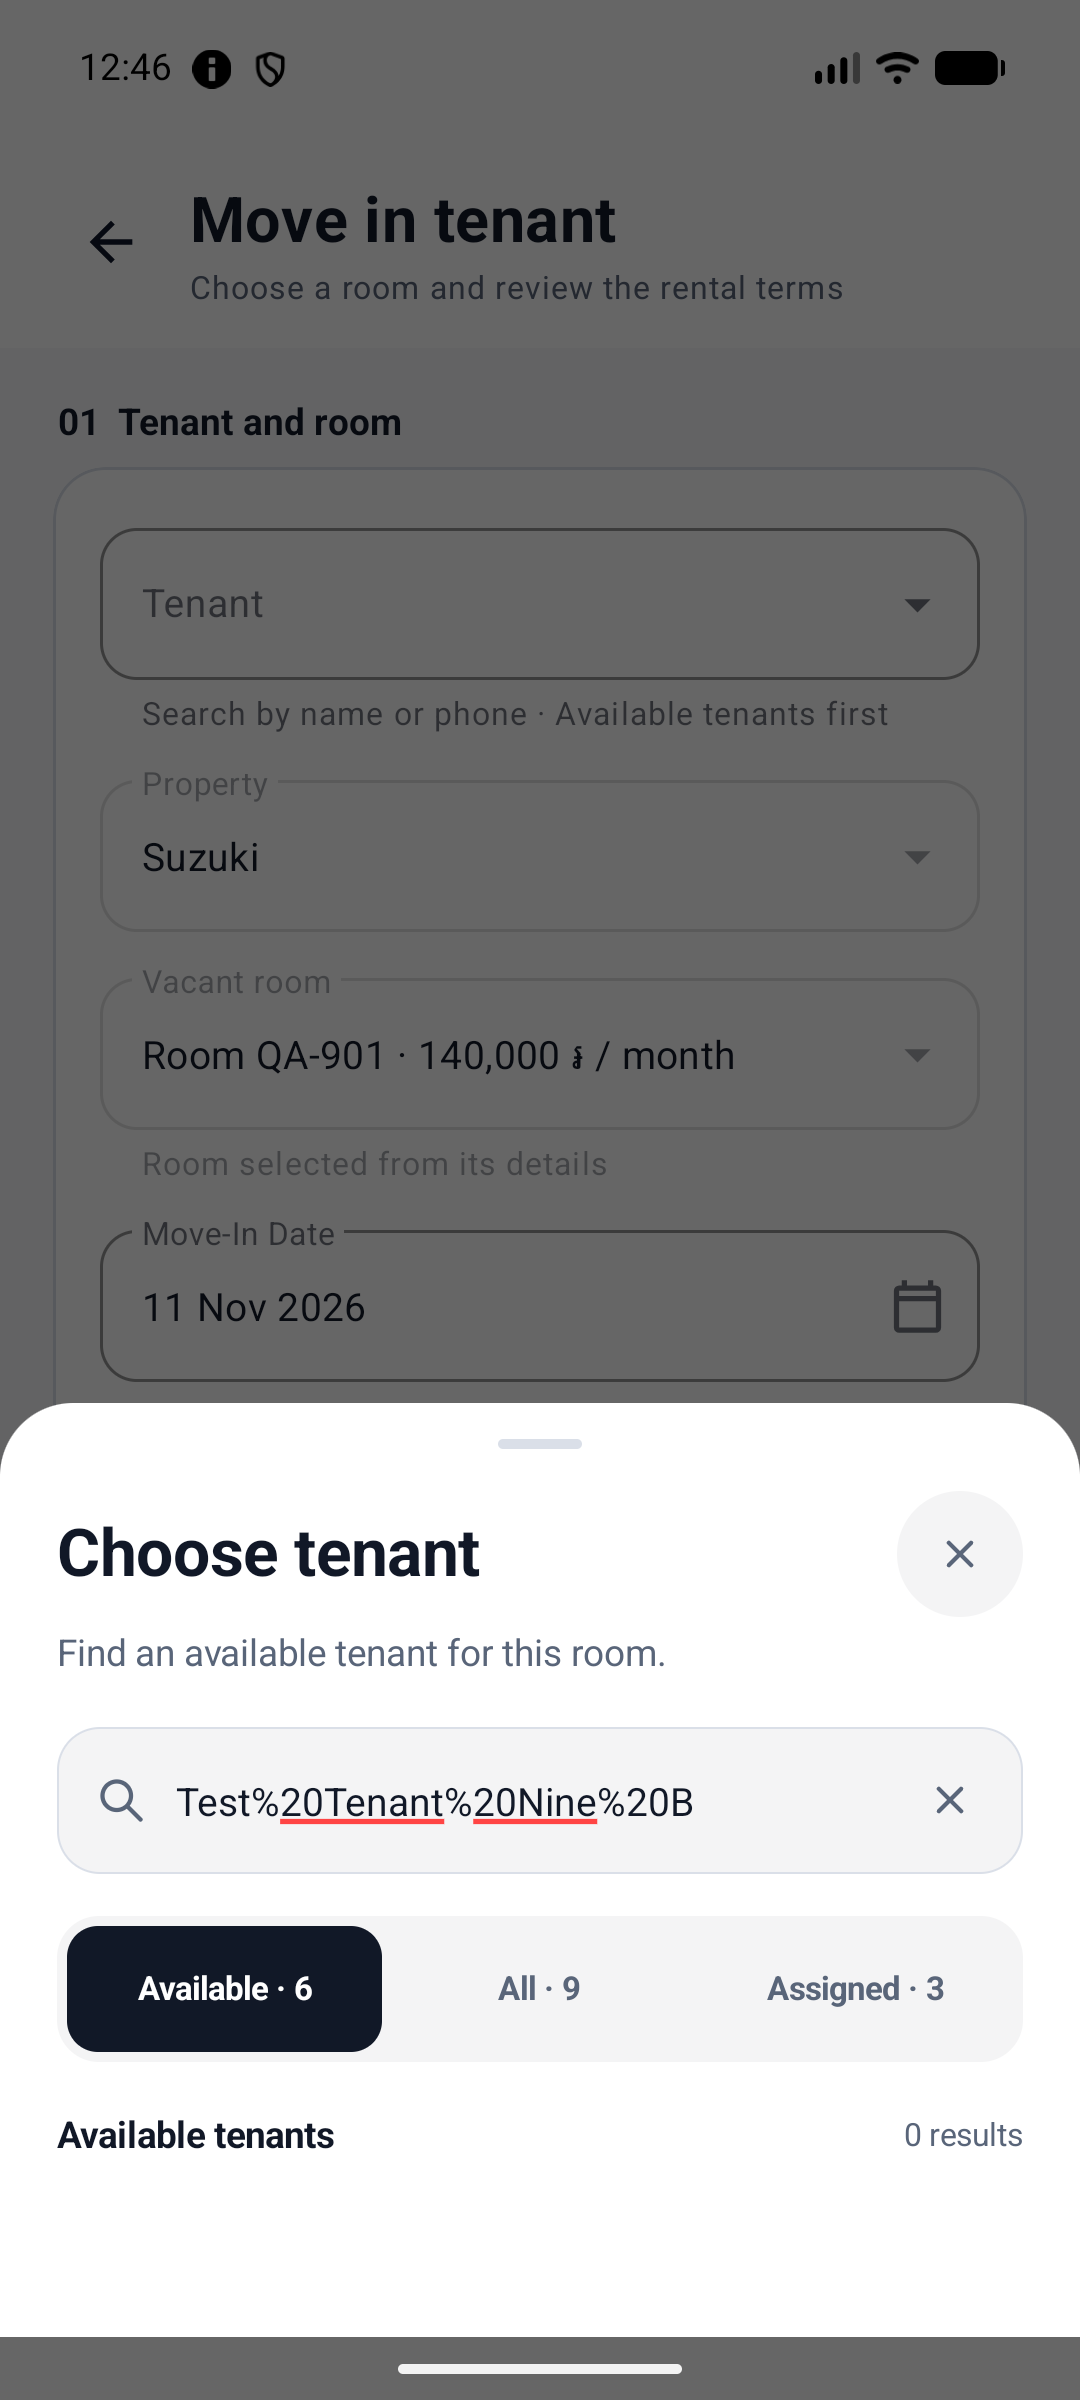 12:46
Move in tenant
Choose a room and review the rental terms
01 Tenant and room
Tenant
Search by name or phone · Available tenants first
Property
Suzuki
Vacant room
Room QA-901 · 140,000 / month
Room selected from its details
Move-In Date
11 Nov 2026
Choose tenant
Find an available tenant for this room.
Test%20Tenant%20Nine%20B
Available · 6
All · 9
Assigned · 3
Available tenants
0 results